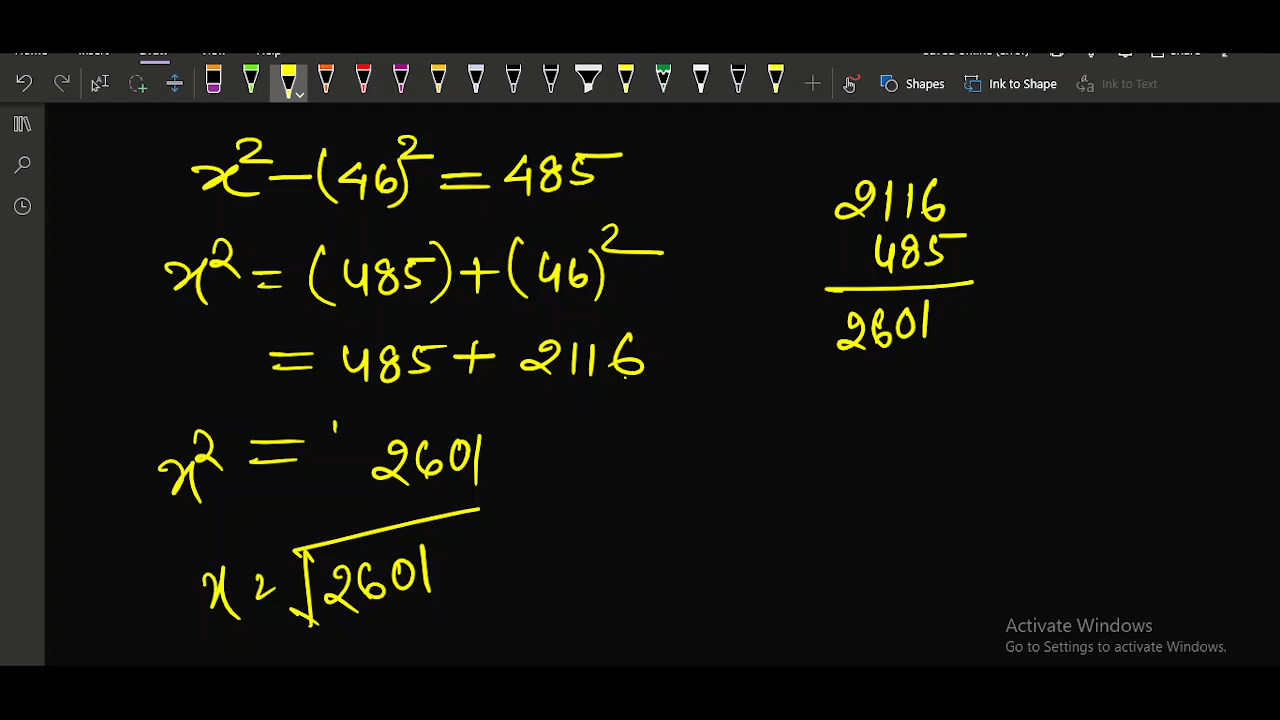 Draw
Shapes
Ink to Shape
Ink to Text
x² - (46)² = 485
x² = (485) + (46)²
= 485 + 2116
x² = 2601
x = √2601
2116
485
2601
Activate Windows
Go to Settings to activate Windows.